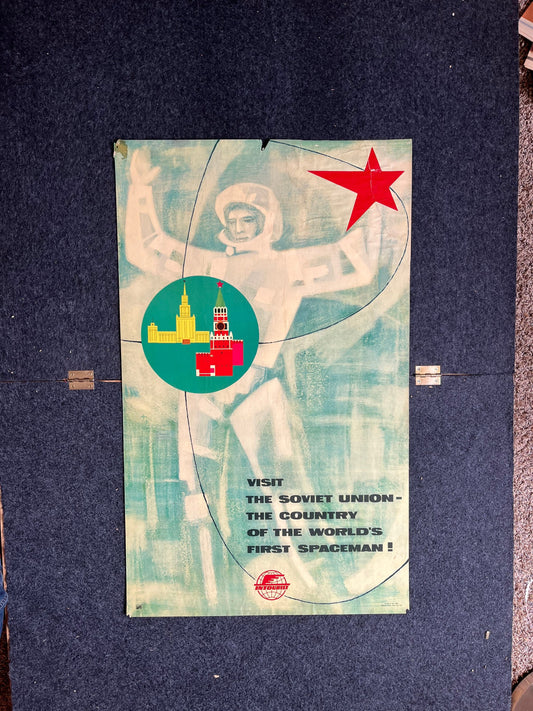 VISIT
THE SOVIET UNION-
THE COUNTRY
OF THE WORLD'S
FIRST SPACEMAN!
INTOURIST